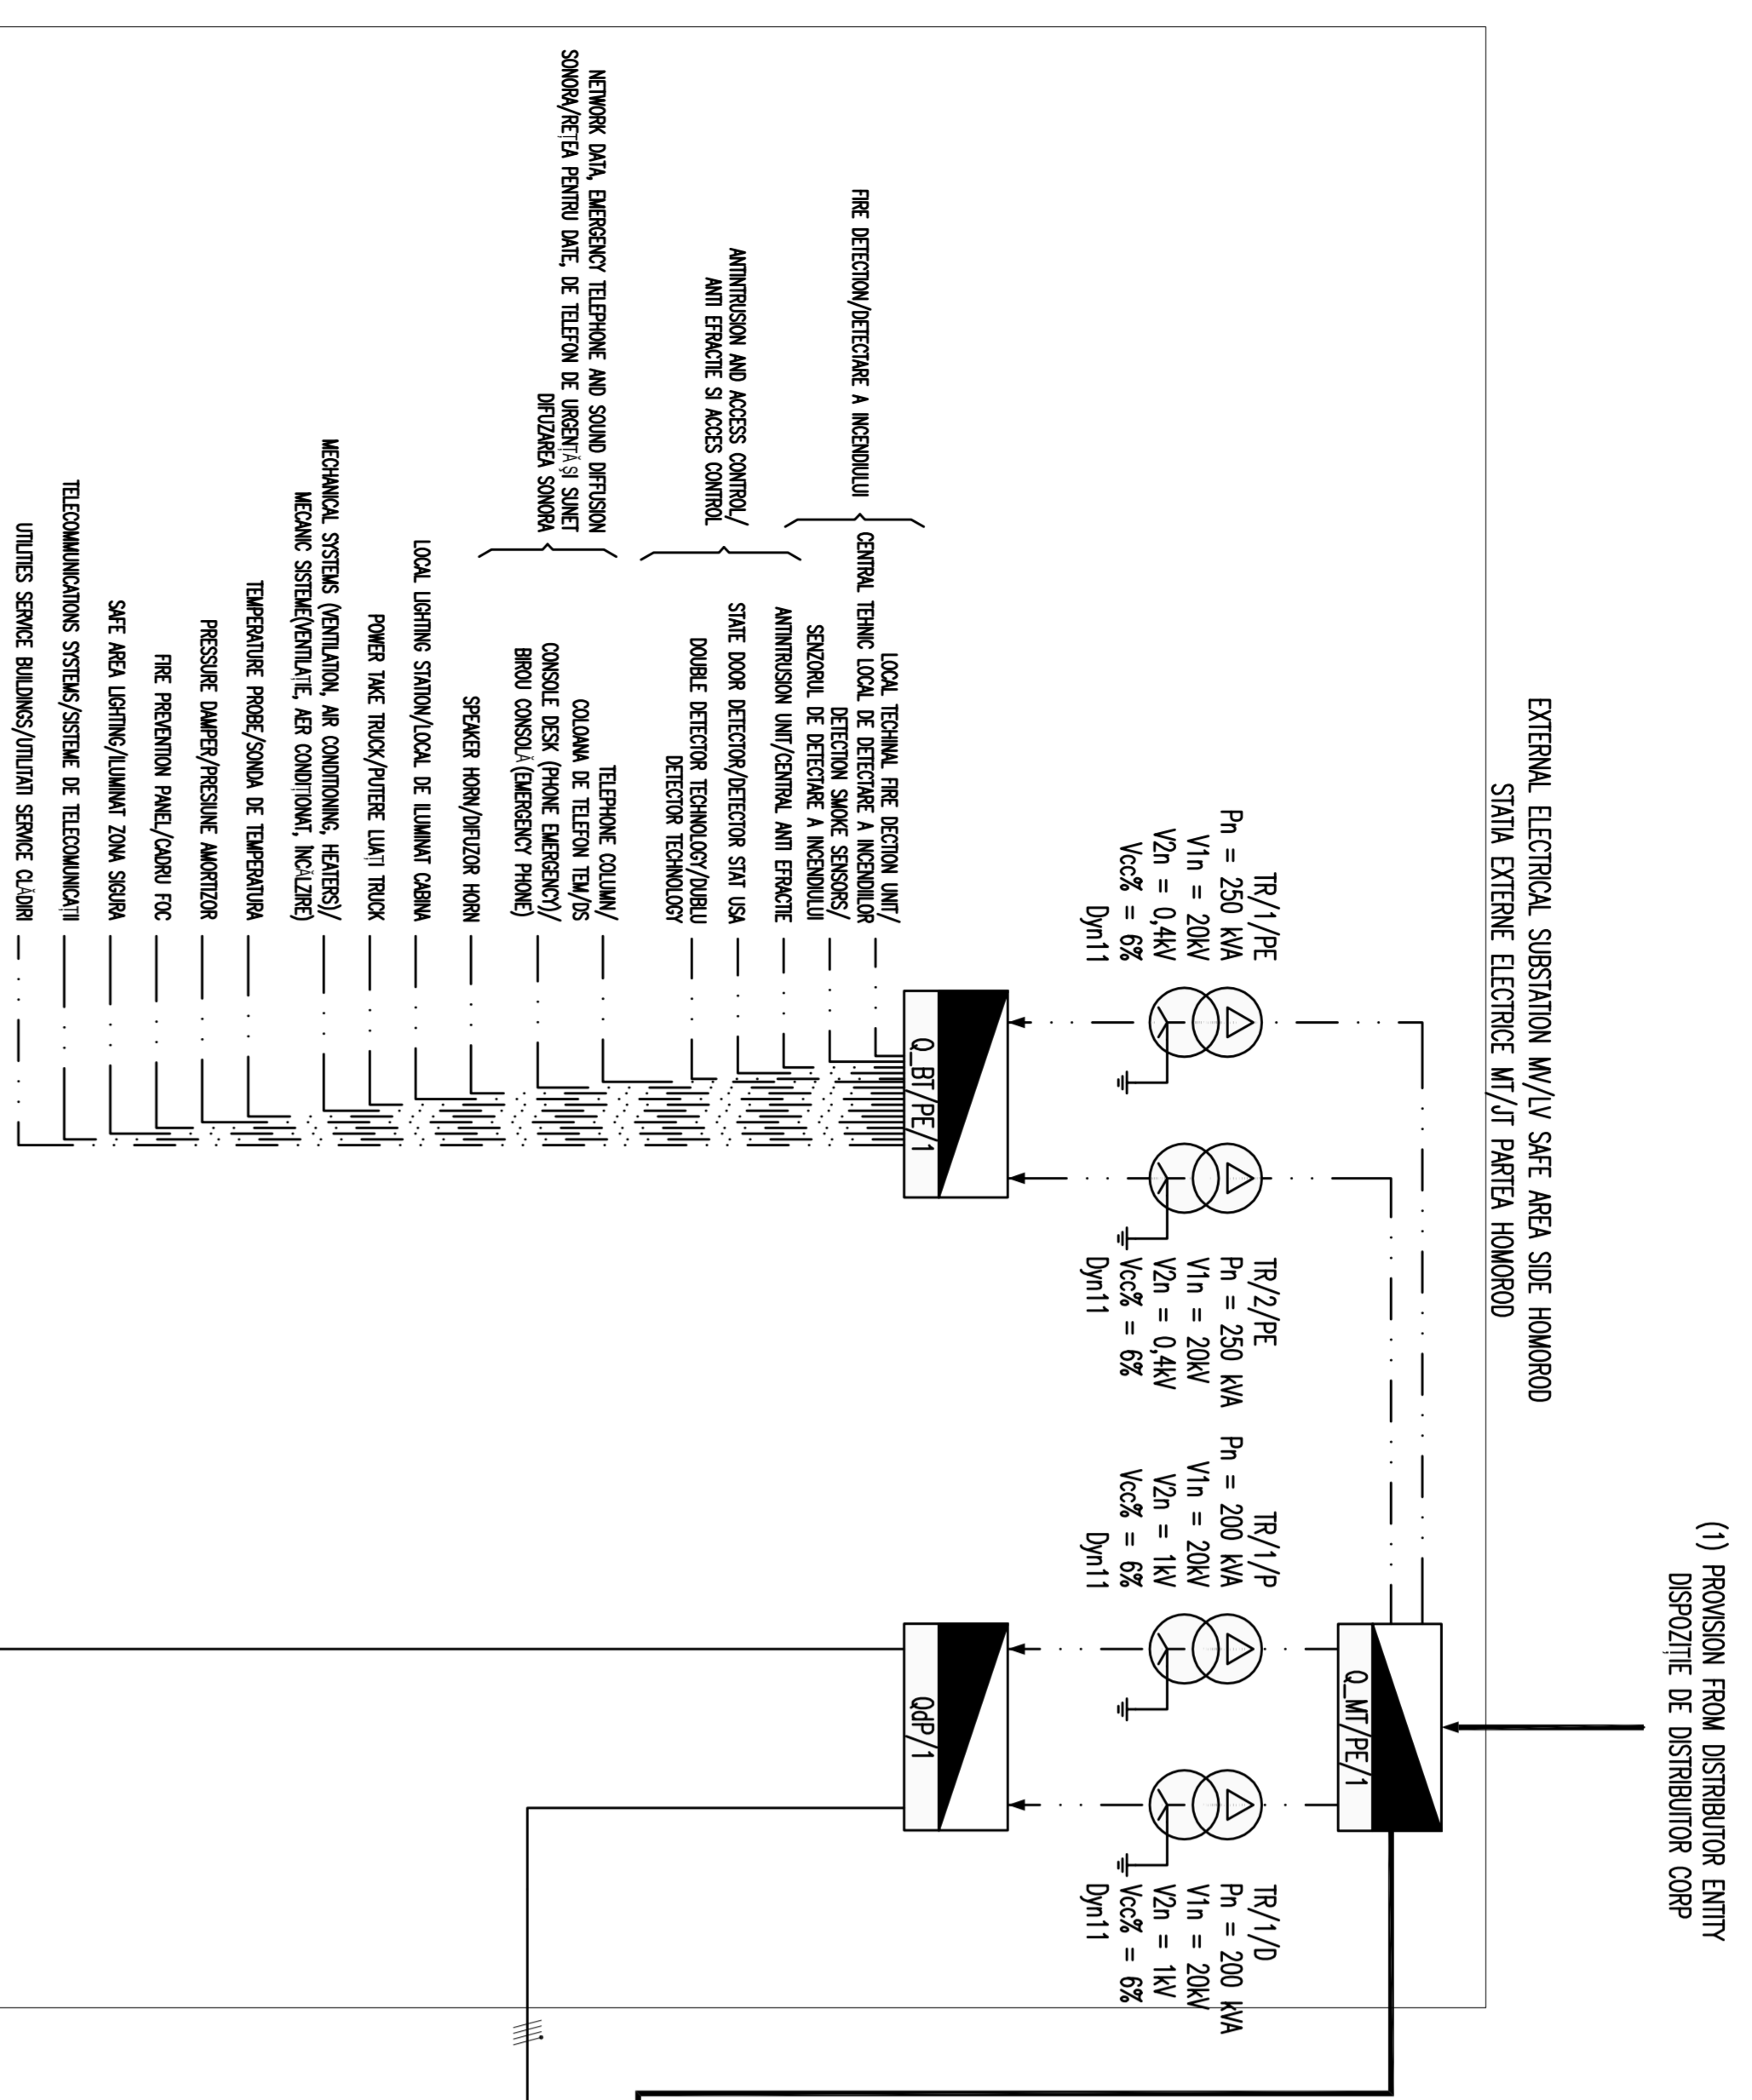 (1) PROVISION FROM DISTRIBUTOR ENTITY
DISPOZIȚIE DE DISTRIBUITOR CORP
EXTERNAL ELECTRICAL SUBSTATION MV/LV SAFE AREA SIDE HOMOROD
STATIA EXTERNE ELECTRICE MT/JT PARTEA HOMOROD
Q_MT/PE/1
TR/1/PE
Pn = 250 kVA
V1n = 20kV
V2n = 0,4kV
Vcc% = 6%
Dyn11
TR/2/PE
Pn = 250 kVA
V1n = 20kV
V2n = 0,4kV
Vcc% = 6%
Dyn11
TR/1/P
Pn = 200 kVA
V1n = 20kV
V2n = 1kV
Vcc% = 6%
Dyn11
TR/1/D
Pn = 200 kVA
V1n = 20kV
V2n = 1kV
Vcc% = 6%
Dyn11
Q_BT/PE/1
QdP/1
FIRE DETECTION/DETECTARE A INCENDIULUI
LOCAL TECHINAL FIRE DECTION UNIT/
CENTRAL TEHNIC LOCAL DE DETECTARE A INCENDIILOR
DETECTION SMOKE SENSORS/
SENZORUL DE DETECTARE A INCENDIULUI
ANTINTRUSION AND ACCESS CONTROL/
ANTI EFRACTIE SI ACCES CONTROL
ANTINTRUSION UNIT/CENTRAL ANTI EFRACTIE
STATE DOOR DETECTOR/DETECTOR STAT USA
DOUBLE DETECTOR TECHNOLOGY/DUBLU
DETECTOR TECHNOLOGY
NETWORK DATA, EMERGENCY TELEPHONE AND SOUND DIFFUSION
SONORA/REȚEA PENTRU DATE, DE TELEFON DE URGENȚĂ ȘI SUNET
DIFUZAREA SONORA
TELEPHONE COLUMN/
COLOANA DE TELEFON TEM/DS
CONSOLE DESK (PHONE EMERGENCY)/
BIROU CONSOLĂ (EMERGENCY PHONE)
SPEAKER HORN/DIFUZOR HORN
LOCAL LIGHTING STATION/LOCAL DE ILUMINAT CABINA
POWER TAKE TRUCK/PUTERE LUAȚI TRUCK
MECHANICAL SYSTEMS (VENTILATION, AIR CONDITIONING, HEATERS)/
MECANIC SISTEME(VENTILAȚIE, AER CONDIȚIONAT, ÎNCĂLZIRE)
TEMPERATURE PROBE/SONDA DE TEMPERATURA
PRESSURE DAMPER/PRESIUNE AMORTIZOR
FIRE PREVENTION PANEL/CADRU FOC
SAFE AREA LIGHTING/ILUMINAT ZONA SIGURA
TELECOMMUNICATIONS SYSTEMS/SISTEME DE TELECOMUNICAȚII
UTILITIES SERVICE BUILDINGS/UTILITATI SERVICE CLĂDIRI